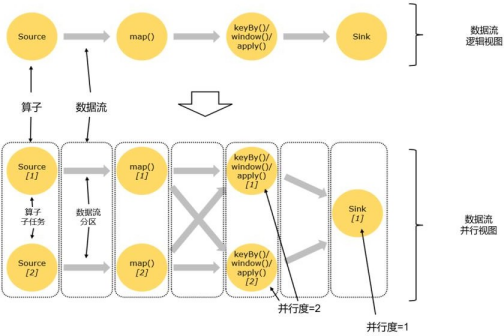 Source
map()
keyBy()/
window()/
apply()
Sink
数据流
逻辑视图
算子
数据流
Source
[1]
map()
[1]
keyBy()/
window()/
apply()
[1]
算子
子任务
数据流
分区
Sink
[1]
数据流
并行视图
Source
[2]
map()
[2]
keyBy()/
window()/
apply()
[2]
并行度=2
并行度=1